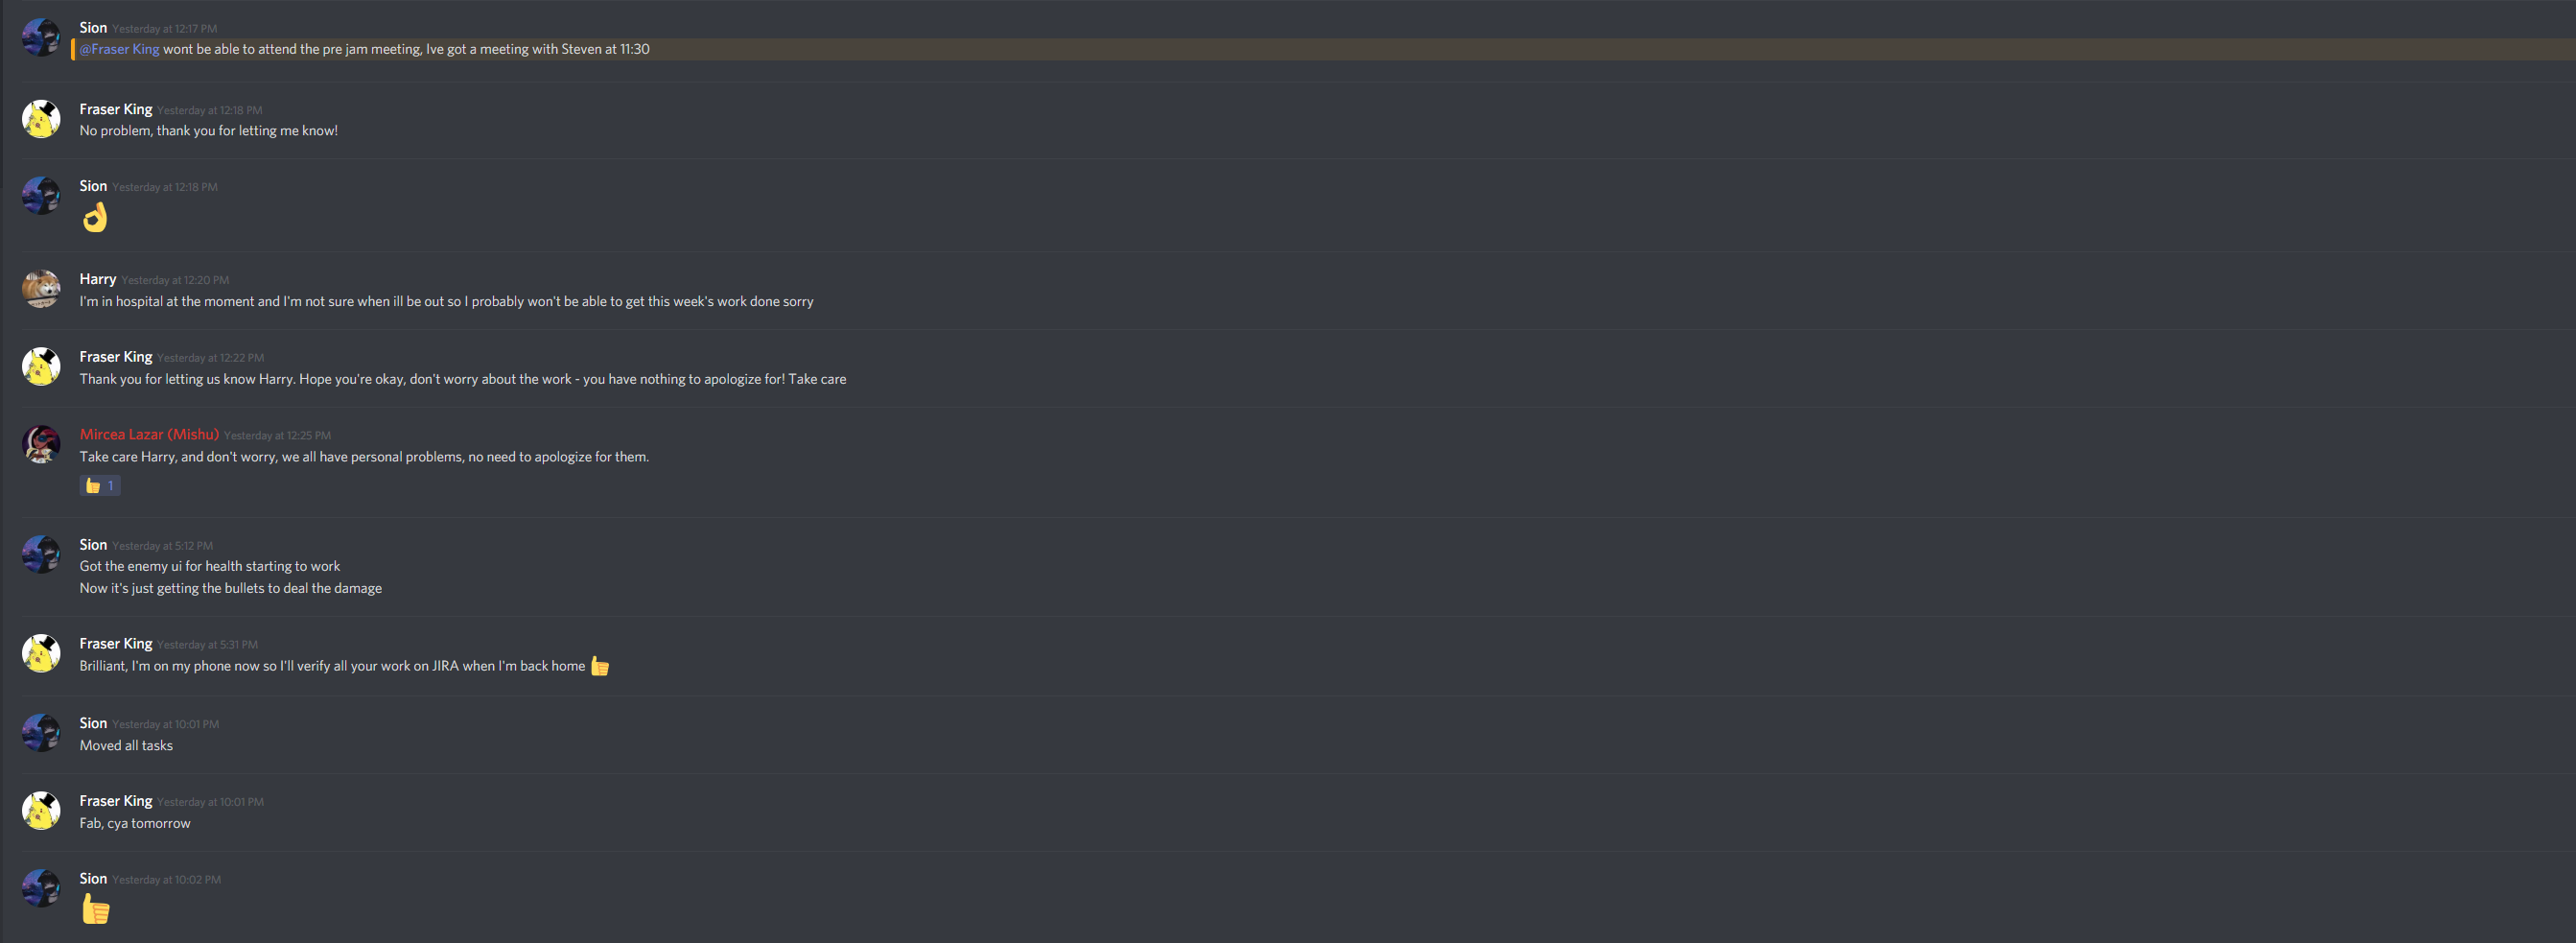 Sion Yesterday at 12:17 PM
@Fraser King wont be able to attend the pre jam meeting, Ive got a meeting with Steven at 11:30
Fraser King Yesterday at 12:18 PM
No problem, thank you for letting me know!
Sion Yesterday at 12:18 PM
Harry Yesterday at 12:20 PM
I'm in hospital at the moment and I'm not sure when ill be out so I probably won't be able to get this week's work done sorry
Fraser King Yesterday at 12:22 PM
Thank you for letting us know Harry. Hope you're okay, don't worry about the work - you have nothing to apologize for! Take care
Mircea Lazar (Mishu) Yesterday at 12:25 PM
Take care Harry, and don't worry, we all have personal problems, no need to apologize for them.
1
Sion Yesterday at 5:12 PM
Got the enemy ui for health starting to work
Now it's just getting the bullets to deal the damage
Fraser King Yesterday at 5:31 PM
Brilliant, I'm on my phone now so I'll verify all your work on JIRA when I'm back home
Sion Yesterday at 10:01 PM
Moved all tasks
Fraser King Yesterday at 10:01 PM
Fab, cya tomorrow
Sion Yesterday at 10:02 PM